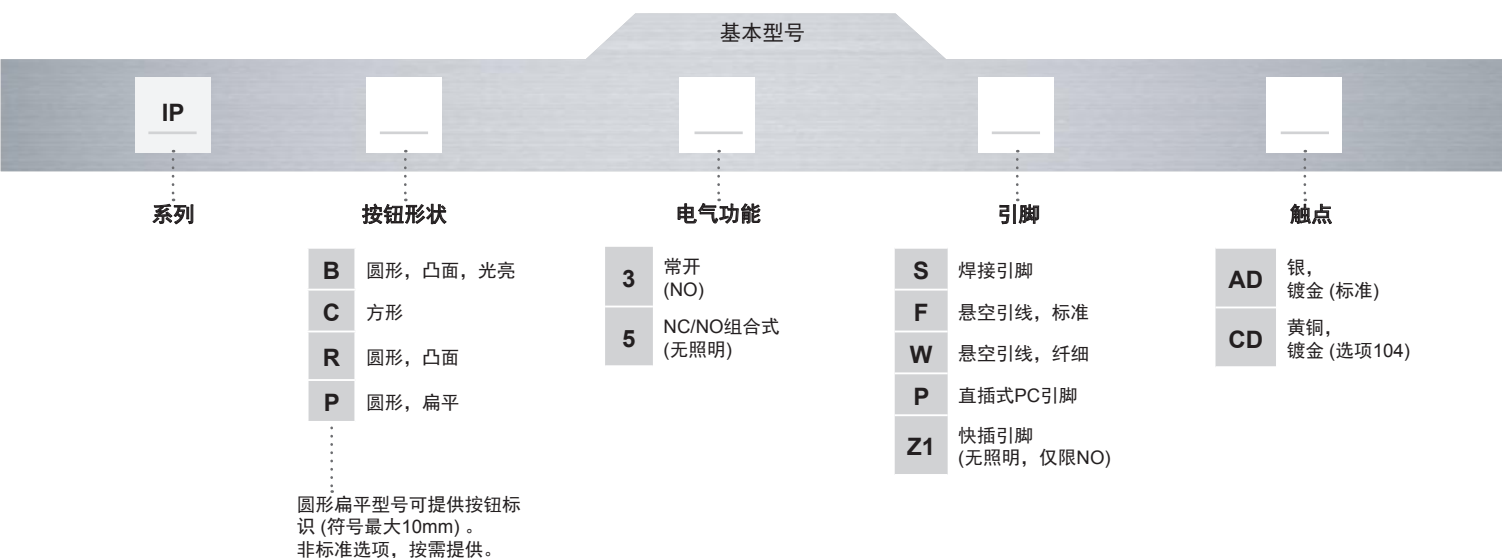 基本型号
IP
系列
按钮形状
电气功能
引脚
触点
B 圆形，凸面，光亮
C 方形
R 圆形，凸面
P 圆形，扁平
圆形扁平型号可提供按钮标
识 (符号最大10mm) 。
非标准选项，按需提供。
3 常开
(NO)
5 NC/NO组合式
(无照明)
S 焊接引脚
F 悬空引线，标准
W 悬空引线，纤细
P 直插式PC引脚
Z1 快插引脚
(无照明，仅限NO)
AD 银，
镀金 (标准)
CD 黄铜，
镀金 (选项104)